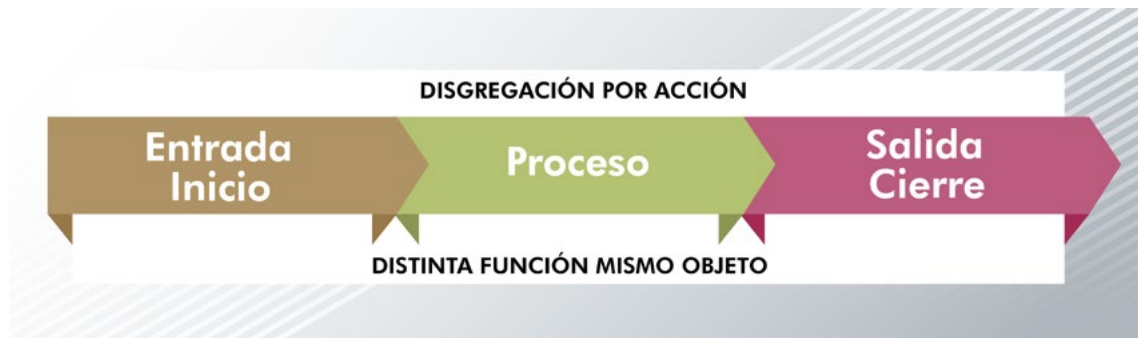 DISGREGACIÓN POR ACCIÓN
Entrada
Inicio
Proceso
Salida
Cierre
DISTINTA FUNCIÓN MISMO OBJETO